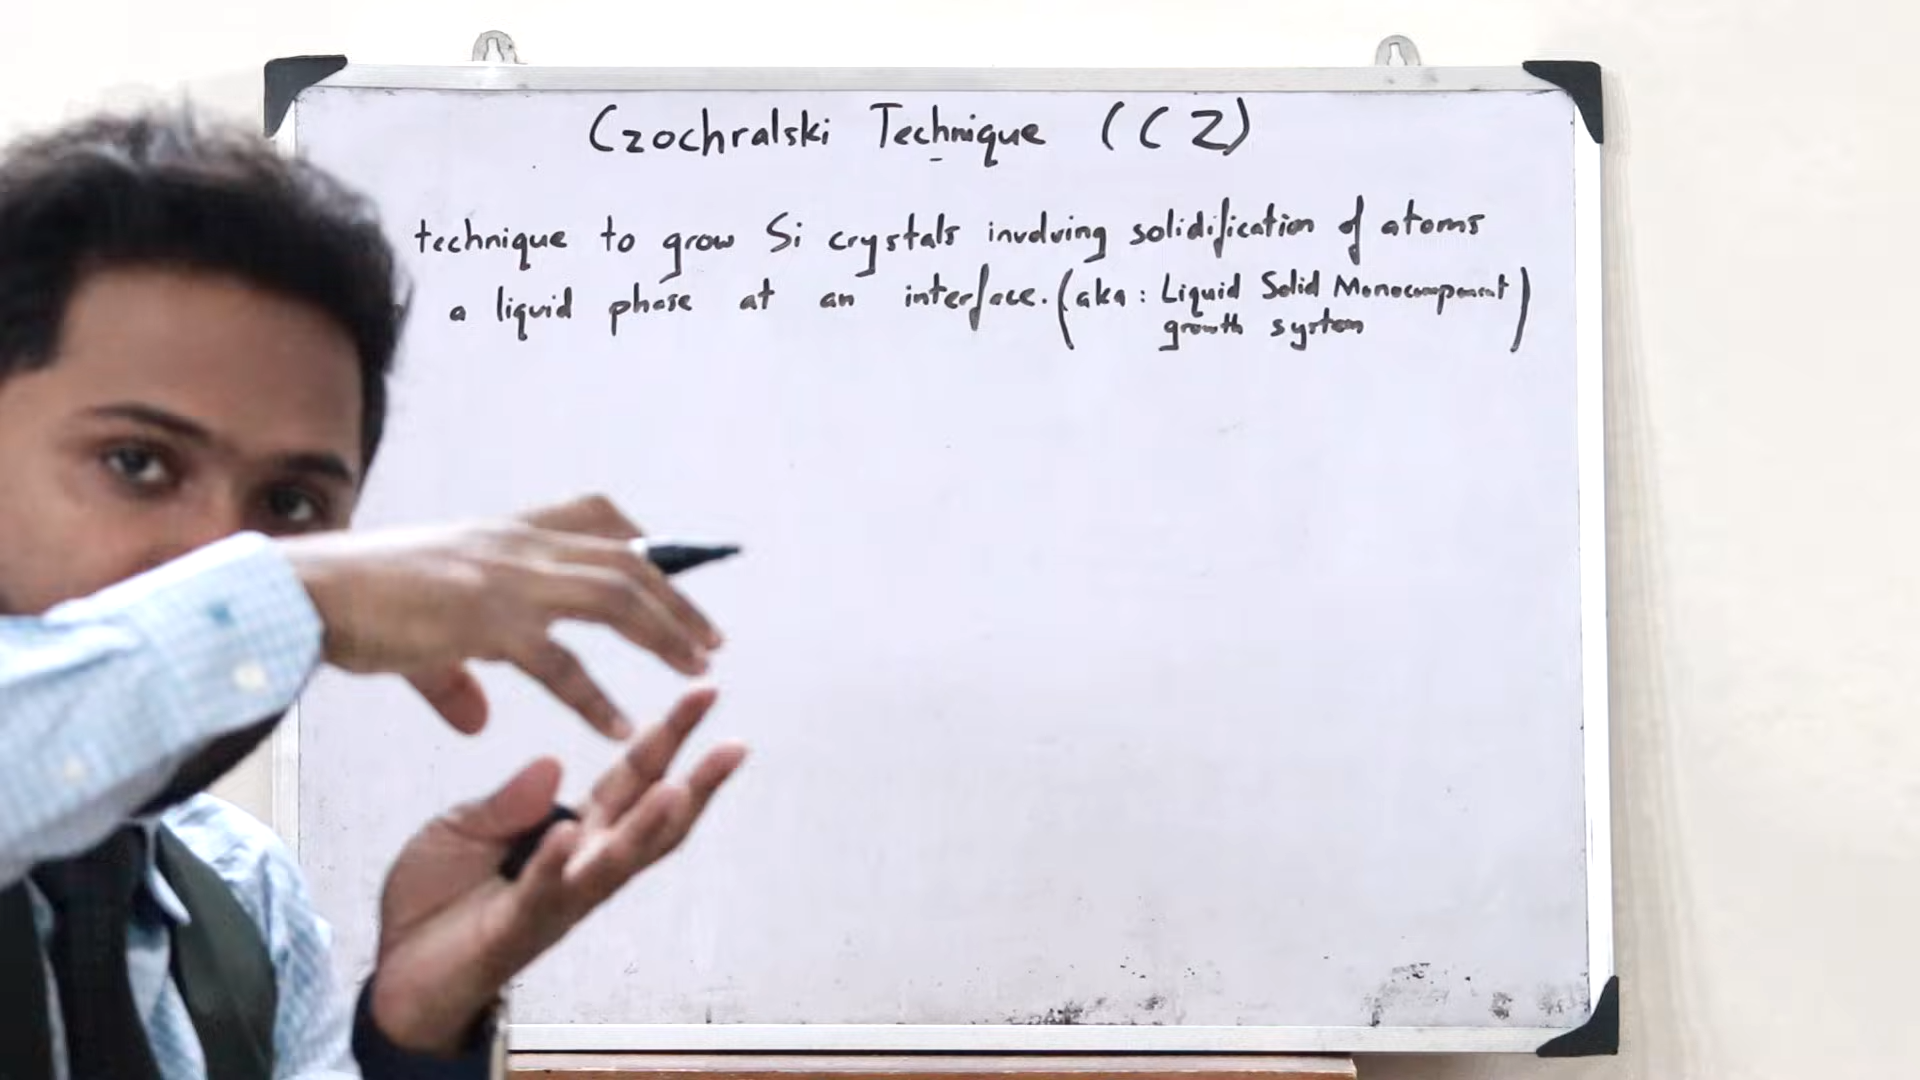 Czochralski Technique (CZ)
technique to grow Si crystals involving solidification of atoms
a liquid phase at an interface. (aka : Liquid Solid Monocomponent
growth system)